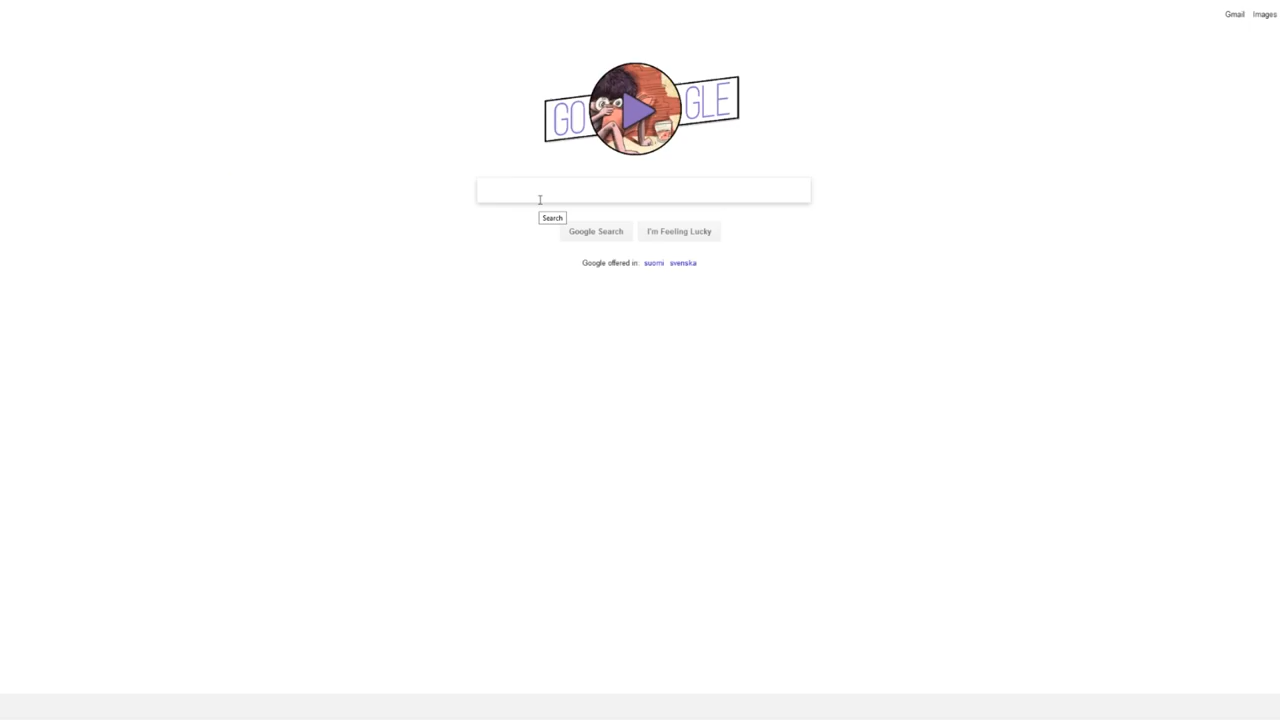 Gmail Images
GO GLE
Search
Google Search I'm Feeling Lucky
Google offered in: suomi svenska